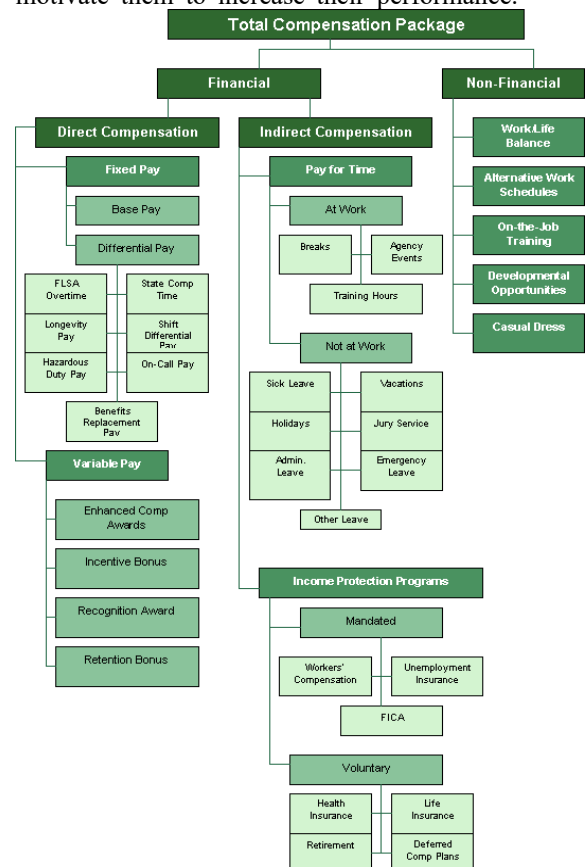 motivate them to increase their performance.
Total Compensation Package
Financial
Non-Financial
Direct Compensation
Indirect Compensation
Fixed Pay
Base Pay
Differential Pay
FLSA
Overtime
State Comp
Time
Longevity
Pay
Shift
Differential
Pay
Hazardous
Duty Pay
On-Call Pay
Benefits
Replacement
Pay
Variable Pay
Enhanced Comp
Awards
Incentive Bonus
Recognition Award
Retention Bonus
Pay for Time
At Work
Breaks
Agency
Events
Training Hours
Not at Work
Sick Leave
Vacations
Holidays
Jury Service
Admin.
Leave
Emergency
Leave
Other Leave
Income Protection Programs
Mandated
Workers'
Compensation
Unemployment
Insurance
FICA
Voluntary
Health
Insurance
Life
Insurance
Retirement
Deferred
Comp Plans
Work/Life
Balance
Alternative Work
Schedules
On-the-Job
Training
Developmental
Opportunities
Casual Dress